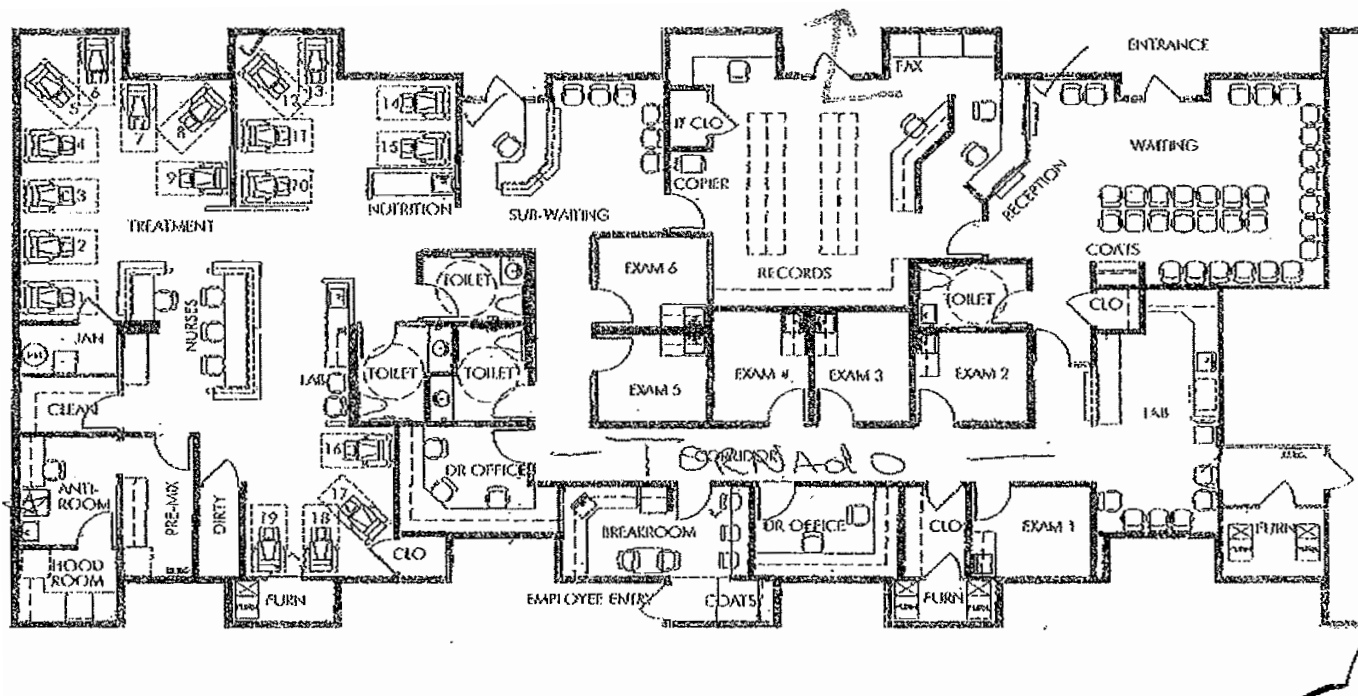 ENTRANCE
FAX
6
5
13
12
14
7
8
IT CLO
4
11
15
WAITING
COPIER
3
9
10
NUTRITION
SUB-WAITING
RECEPTION
TREATMENT
2
COATS
EXAM 6
RECORDS
TOILET
TOILET
1
CLO
NURSES
JAN
TOILET
TOILET
EXAM 5
EXAM 4
EXAM 3
EXAM 2
LAB
LAB
CLEAN
16
DR OFFICE
CORRIDOR
TORNAdO
ANTI-
ROOM
PRE-MIX
DIRTY
17
19
18
CLO
BREAKROOM
DR OFFICE
CLO
EXAM 1
FURN
HOOD
ROOM
FURN
EMPLOYEE ENTRY
COATS
FURN